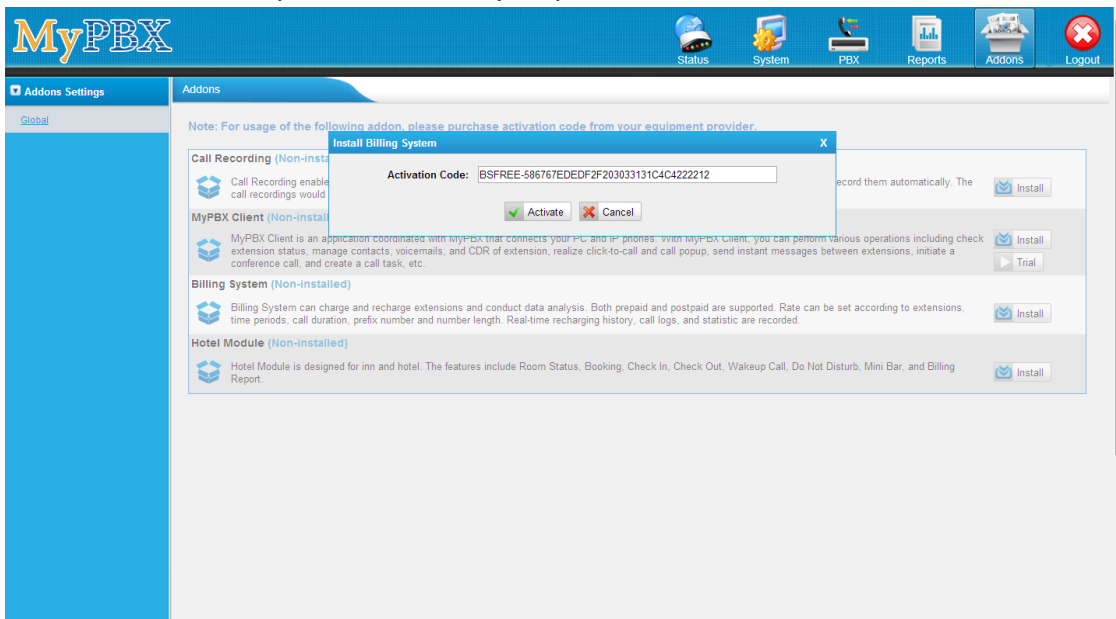 MyPBX
Status
System
PBX
Reports
Addons
Logout
Addons Settings
Addons
Global
Note: For usage of the following addon, please purchase activation code from your equipment provider.
Install Billing System
X
Activation Code:
BSFREE-586767EDEDF2F203033131C4C4222212
Activate
Cancel
Call Recording (Non-insta
Call Recording enable
ecord them automatically. The
call recordings would
Install
MyPBX Client (Non-install
MyPBX Client is an application coordinated with MyPBX that connects your PC and IP phones. With MyPBX Client, you can perform various operations including check
extension status, manage contacts, voicemails, and CDR of extension, realize click-to-call and call popup, send instant messages between extensions, initiate a
conference call, and create a call task, etc.
Install
Trial
Billing System (Non-installed)
Billing System can charge and recharge extensions and conduct data analysis. Both prepaid and postpaid are supported. Rate can be set according to extensions,
time periods, call duration, prefix number and number length. Real-time recharging history, call logs, and statistic are recorded.
Install
Hotel Module (Non-installed)
Hotel Module is designed for inn and hotel. The features include Room Status, Booking, Check In, Check Out, Wakeup Call, Do Not Disturb, Mini Bar, and Billing
Report.
Install